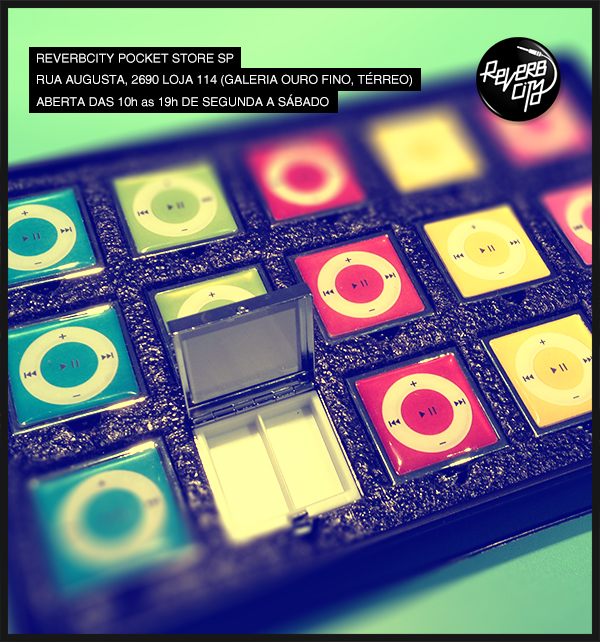 REVERBCITY POCKET STORE SP
RUA AUGUSTA, 2690 LOJA 114 (GALERIA OURO FINO, TÉRREO)
ABERTA DAS 10h as 19h DE SEGUNDA A SÁBADO
REVERB
CITY